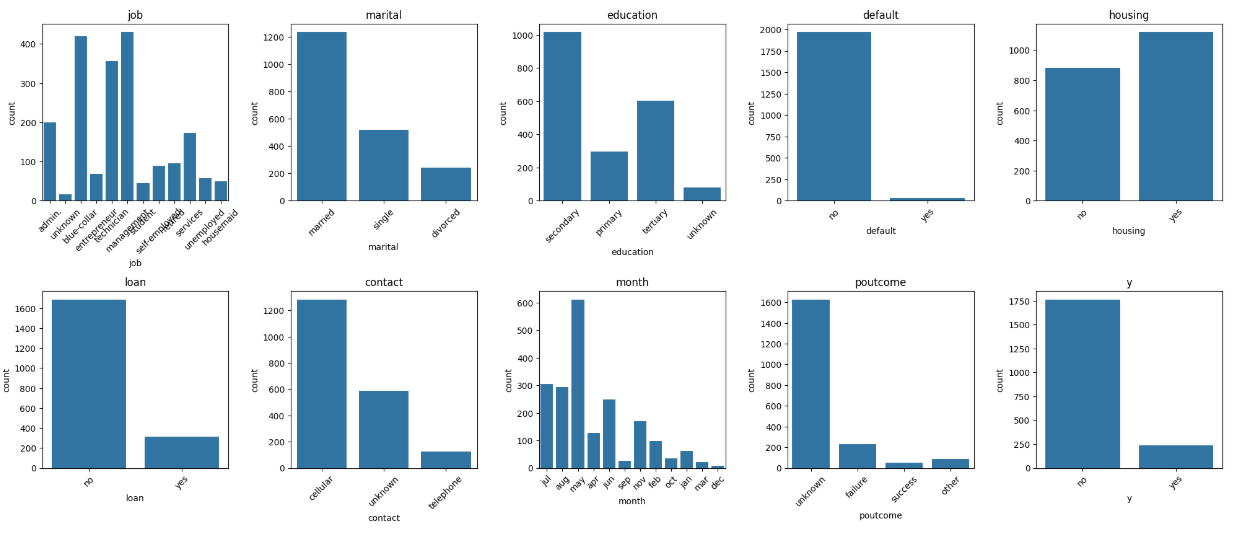 job
count
400
300
200
100
0
admin.
unknown
blue-collar
entrepreneur
technician
management
student
self-employed
retired
services
unemployed
housemaid
job
marital
count
1200
1000
800
600
400
200
0
married
single
divorced
marital
education
count
1000
800
600
400
200
0
secondary
primary
tertiary
unknown
education
default
count
2000
1750
1500
1250
1000
750
500
250
0
no
yes
default
housing
count
1000
800
600
400
200
0
no
yes
housing
loan
count
1600
1400
1200
1000
800
600
400
200
0
no
yes
loan
contact
count
1200
1000
800
600
400
200
0
cellular
unknown
telephone
contact
month
count
600
500
400
300
200
100
0
jul
aug
may
apr
jun
sep
nov
feb
oct
jan
mar
dec
month
poutcome
count
1600
1400
1200
1000
800
600
400
200
0
unknown
failure
success
other
poutcome
y
count
1750
1500
1250
1000
750
500
250
0
no
yes
y